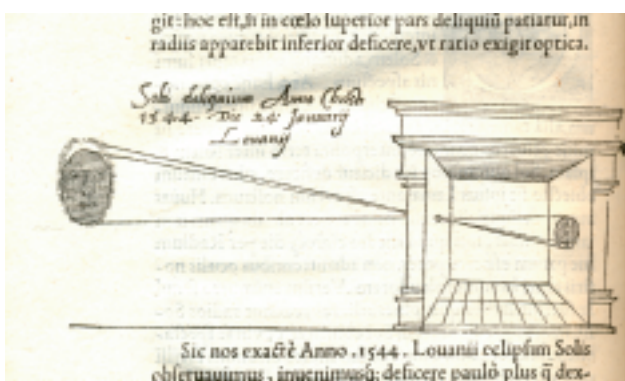 git: hoc eſt, ſi in cœlo ſuperior pars deliquiũ patiatur, in
radiis apparebit inferior deficere, vt ratio exigit optica.
Solis deliquium Anno Christi
1544. Die 24 Januarij
Lovanij
Sic nos exactè Anno .1544. Louanii eclipſim Solis
obſeruauimus, inuenimusq́; deficere paulò plus q̃ dex-